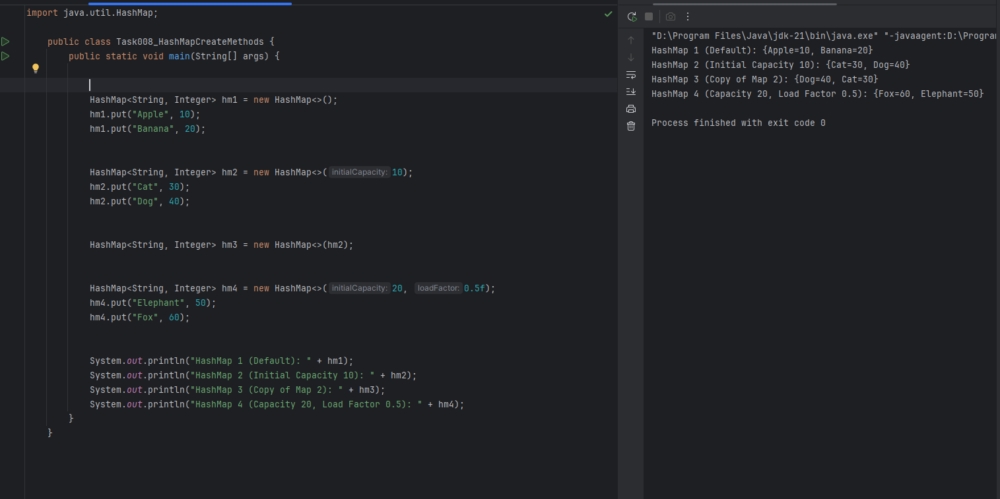 import java.util.HashMap;
public class Task008_HashMapCreateMethods {
public static void main(String[] args) {
HashMap<String, Integer> hm1 = new HashMap<>();
hm1.put("Apple", 10);
hm1.put("Banana", 20);
HashMap<String, Integer> hm2 = new HashMap<>( initialCapacity: 10);
hm2.put("Cat", 30);
hm2.put("Dog", 40);
HashMap<String, Integer> hm3 = new HashMap<>(hm2);
HashMap<String, Integer> hm4 = new HashMap<>( initialCapacity: 20, loadFactor: 0.5f);
hm4.put("Elephant", 50);
hm4.put("Fox", 60);
System.out.println("HashMap 1 (Default): " + hm1);
System.out.println("HashMap 2 (Initial Capacity 10): " + hm2);
System.out.println("HashMap 3 (Copy of Map 2): " + hm3);
System.out.println("HashMap 4 (Capacity 20, Load Factor 0.5): " + hm4);
}
}
"D:\Program Files\Java\jdk-21\bin\java.exe" "-javaagent:D:\Program
HashMap 1 (Default): {Apple=10, Banana=20}
HashMap 2 (Initial Capacity 10): {Cat=30, Dog=40}
HashMap 3 (Copy of Map 2): {Dog=40, Cat=30}
HashMap 4 (Capacity 20, Load Factor 0.5): {Fox=60, Elephant=50}
Process finished with exit code 0